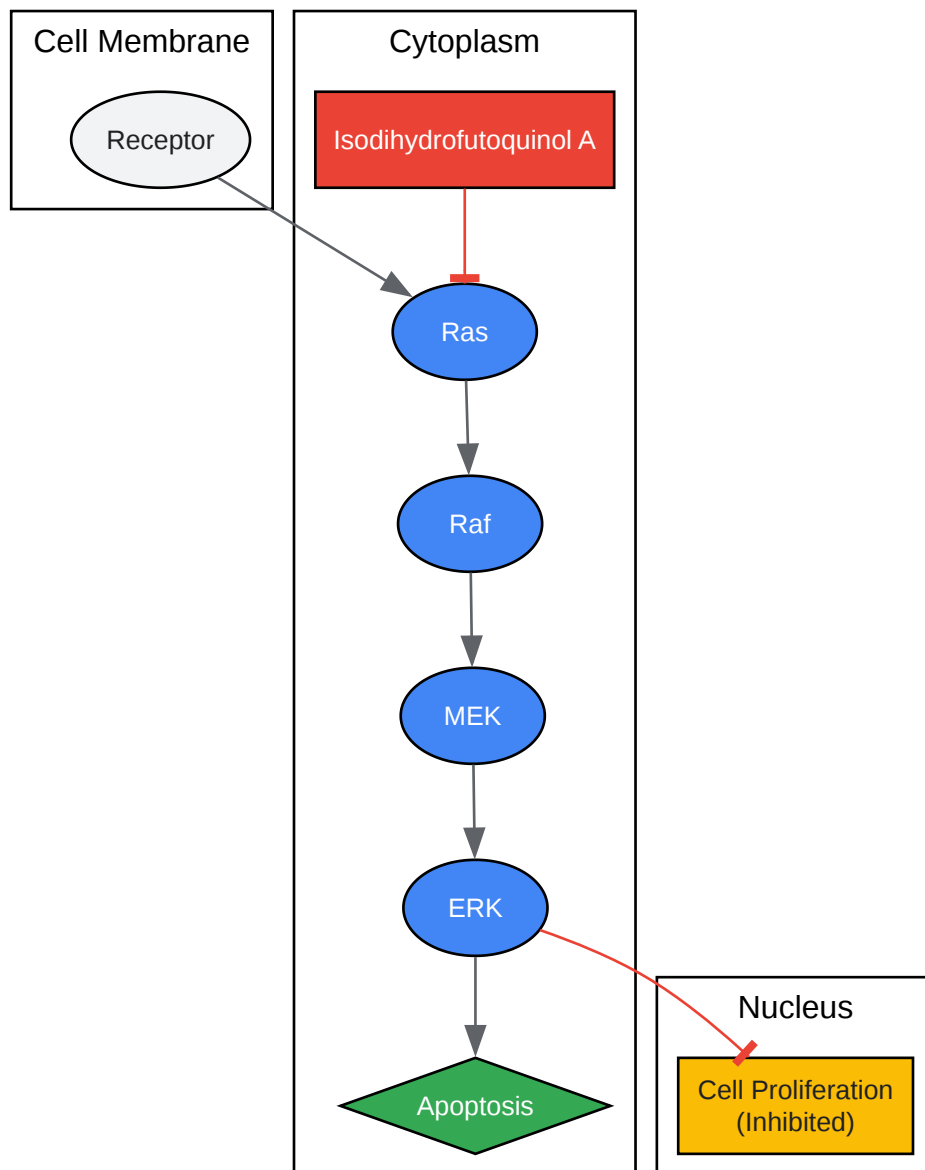 Cell Membrane
Receptor
Cytoplasm
Isodihydrofutoquinol A
Ras
Raf
MEK
ERK
Apoptosis
Nucleus
Cell Proliferation
(Inhibited)